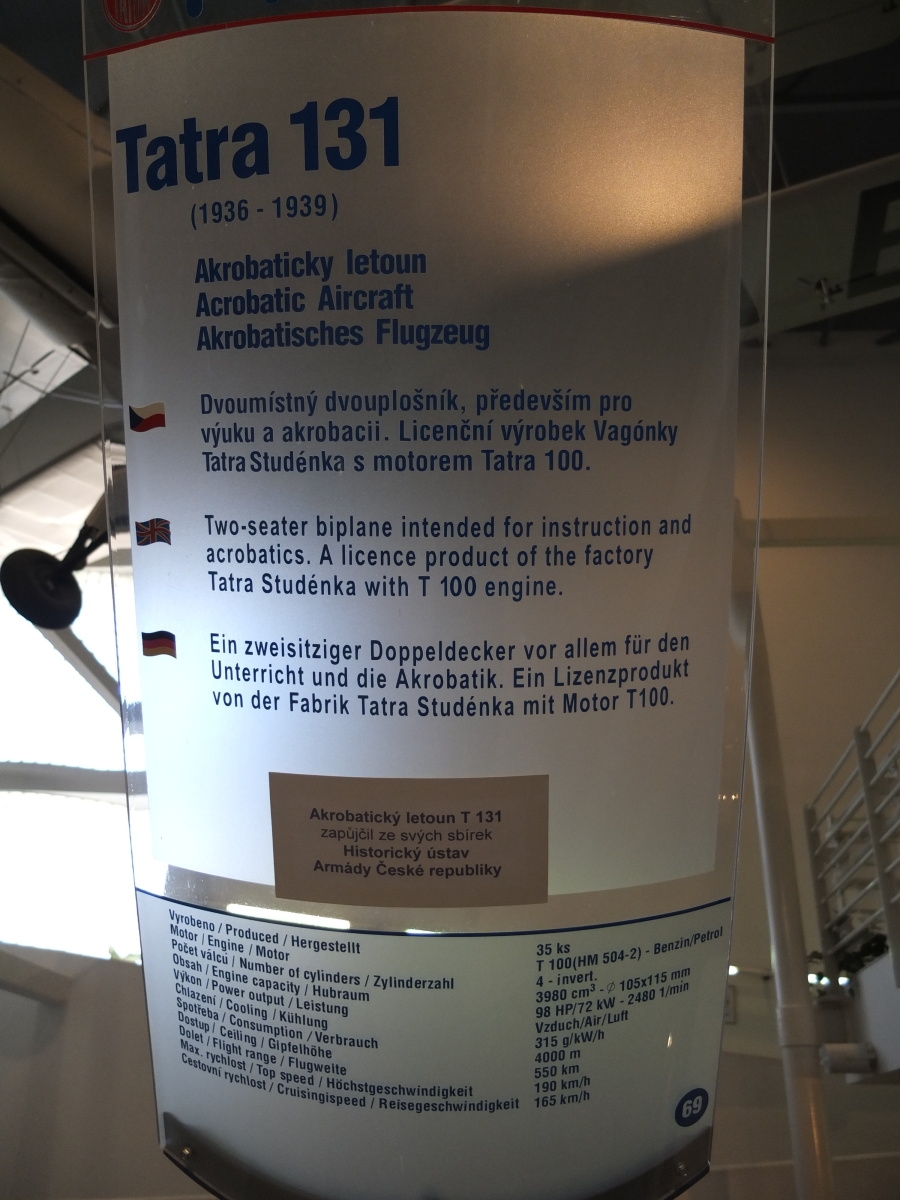 Tatra 131
(1936 - 1939)
Akrobaticky letoun
Acrobatic Aircraft
Akrobatisches Flugzeug
Dvoumístný dvouplošník, především pro
výuku a akrobacii. Licenční výrobek Vagónky
Tatra Studénka s motorem Tatra 100.
Two-seater biplane intended for instruction and
acrobatics. A licence product of the factory
Tatra Studénka with T 100 engine.
Ein zweisitziger Doppeldecker vor allem für den
Unterricht und die Akrobatik. Ein Lizenzprodukt
von der Fabrik Tatra Studénka mit Motor T100.
Akrobatický letoun T 131
zapůjčil ze svých sbírek
Historický ústav
Armády České republiky
Vyrobeno / Produced / Hergestellt 35 ks
Motor / Engine / Motor T 100(HM 504-2) - Benzin/Petrol
Počet válcú / Number of cylinders / Zylinderzahl 4 - invert.
Obsah / Engine capacity / Hubraum 3980 cm³ - ∅ 105x115 mm
Výkon / Power output / Leistung 98 HP/72 kW - 2480 1/min
Chlazení / Cooling / Kühlung Vzduch/Air/Luft
Spotřeba / Consumption / Verbrauch 315 g/kW/h
Dostup / Ceiling / Gipfelhöhe 4000 m
Dolet / Flight range / Flugweite 550 km
Max. rychlost / Top speed / Höchstgeschwindigkeit 190 km/h
Cestovní rychlost / Cruisingispeed / Reisegeschwindigkeit 165 km/h
69